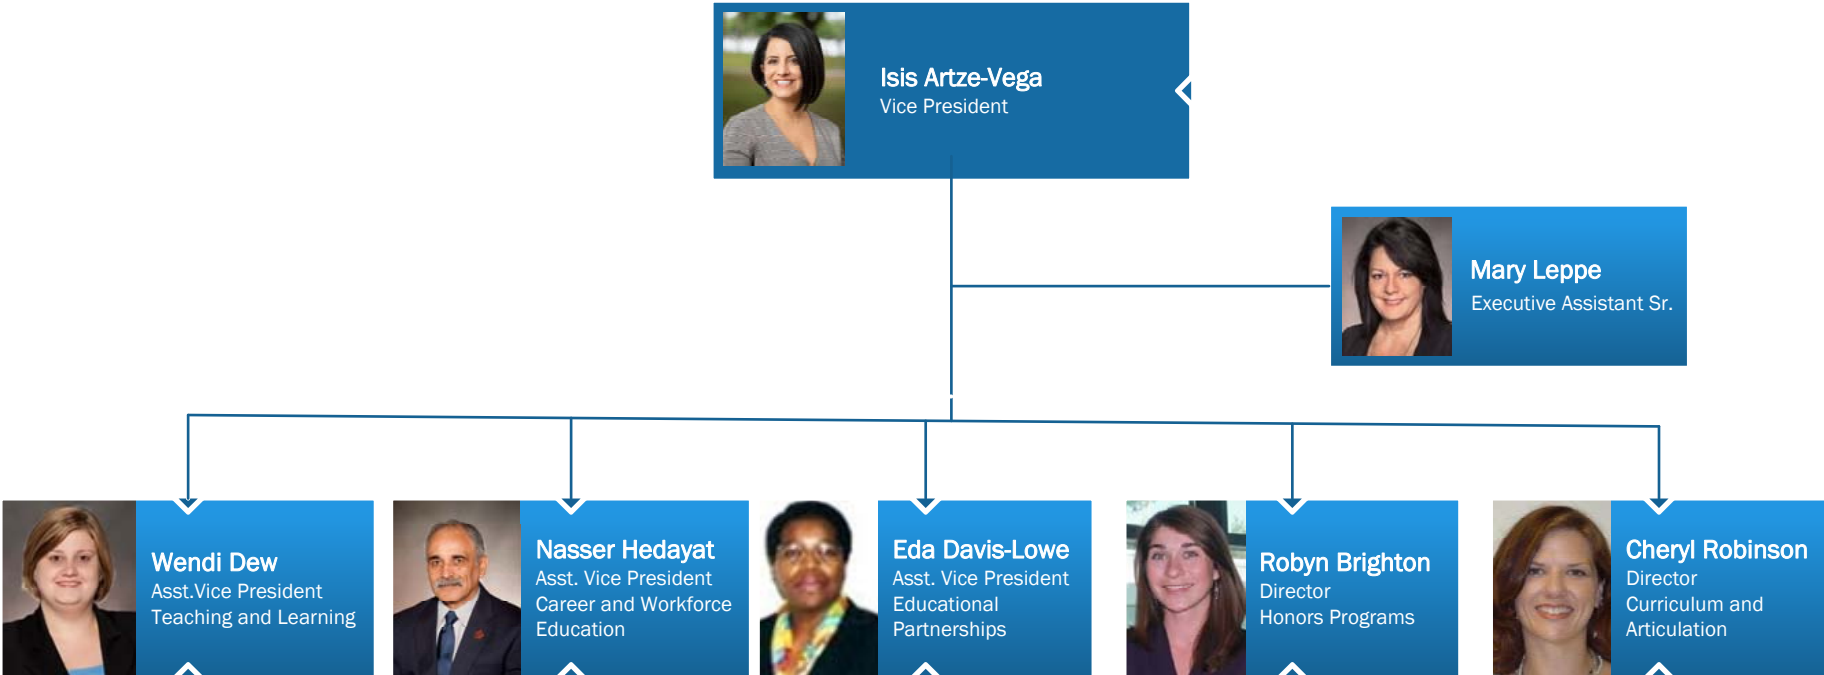 Isis Artze-Vega
Vice President
Mary Leppe
Executive Assistant Sr.
Wendi Dew
Asst.Vice President
Teaching and Learning
Nasser Hedayat
Asst. Vice President
Career and Workforce
Education
Eda Davis-Lowe
Asst. Vice President
Educational
Partnerships
Robyn Brighton
Director
Honors Programs
Cheryl Robinson
Director
Curriculum and
Articulation